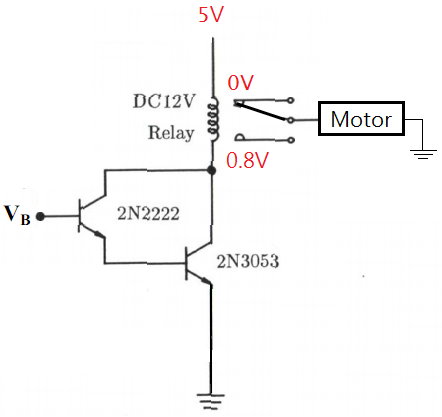 5V
0V
DC12V
Relay
Motor
0.8V
2N2222
VB
2N3053